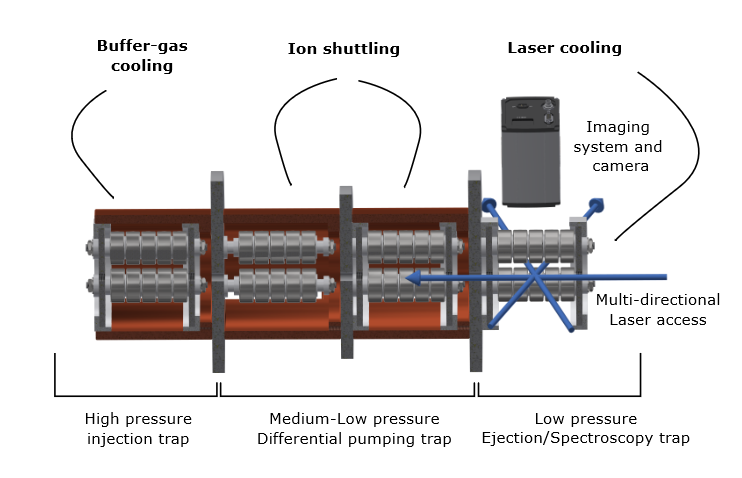 Buffer-gas
cooling
Ion shuttling
Laser cooling
Imaging
system and
camera
Multi-directional
Laser access
High pressure
injection trap
Medium-Low pressure
Differential pumping trap
Low pressure
Ejection/Spectroscopy trap